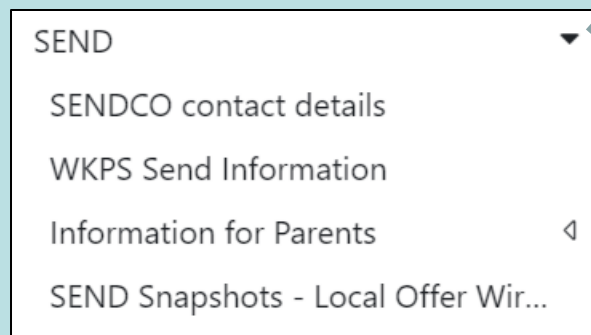 SEND
SENDCO contact details
WKPS Send Information
Information for Parents
SEND Snapshots - Local Offer Wir...